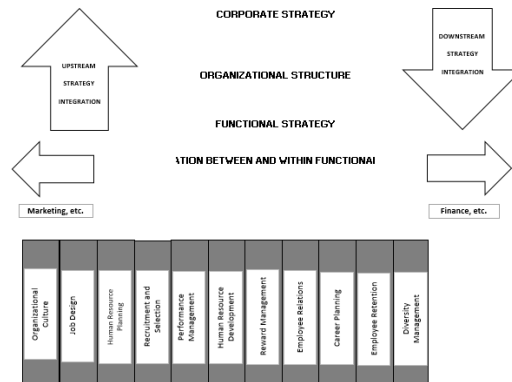 CORPORATE STRATEGY
UPSTREAM
STRATEGY
INTEGRATION
DOWNSTREAM
STRATEGY
INTEGRATION
ORGANIZATIONAL STRUCTURE
FUNCTIONAL STRATEGY
BETWEEN AND WITHIN
Marketing, etc.
Finance, etc.
Organizational
Culture
Job Design
Human Resource
Planning
Recruitment and
Selection
Performance
Management
Human Resource
Development
Reward Management
Employee Relations
Career Planning
Employee Retention
Diversity
Management